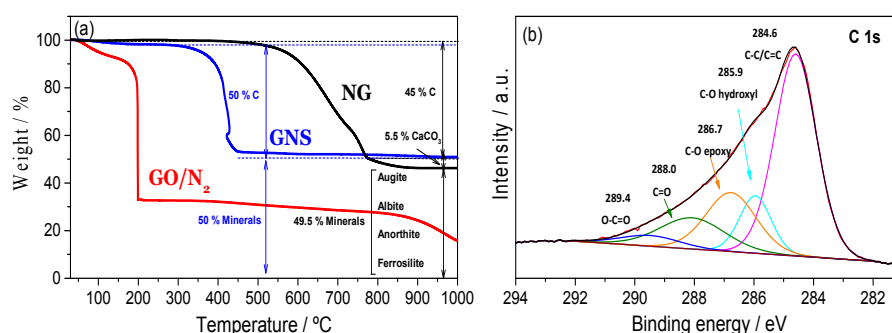 (a)
100
80
60
40
20
0
Weight / %
100 200 300 400 500 600 700 800 900 1000
Temperature / ºC
50 % C
GNS
NG
45 % C
5.5 % CaCO3
GO/N2
50 % Minerals
49.5 % Minerals
Augite
Albite
Anorthite
Ferrosilite
(b)
C 1s
284.6
C-C/C=C
285.9
C-O hydroxyl
286.7
C-O epoxy
288.0
C=O
289.4
O-C=O
Intensity / a.u.
294 292 290 288 286 284 282
Binding energy / eV